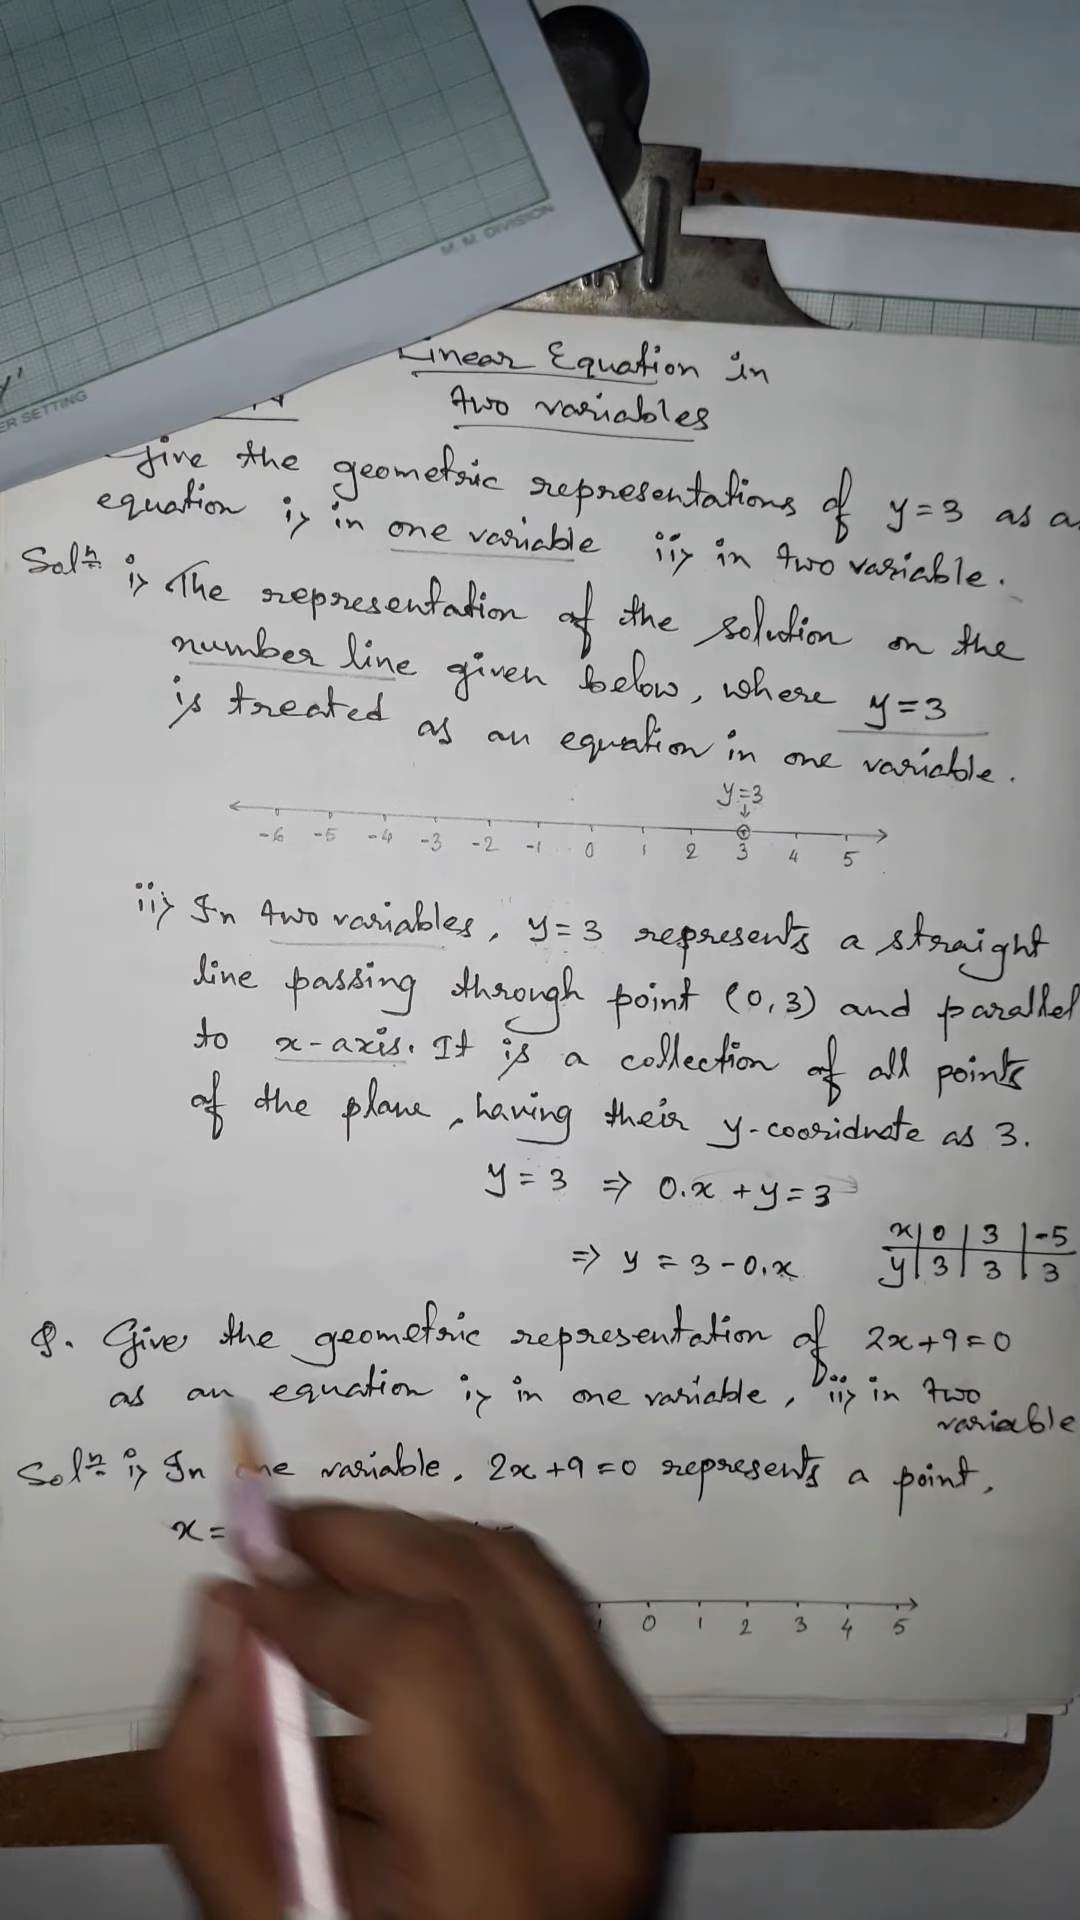 M. M. DIVISION
ER SETTING
Y'
Linear Equation in
two variables
Give the geometric representations of y=3 as a
equation i> in one variable ii> in two variable.
Solⁿ i> The representation of the solution on the
number line given below, where y=3
is treated as an equation in one variable.
y=3
-6 -5 -4 -3 -2 -1 0 1 2 3 4 5
ii> In two variables, y=3 represents a straight
line passing through point (0,3) and parallel
to x-axis. It is a collection of all points
of the plane, having their y-cooridnate as 3.
y = 3 => 0.x + y = 3
=> y = 3 - 0.x
x | 0 | 3 | -5
y | 3 | 3 | 3
Q. Give the geometric representation of 2x+9=0
as an equation i> in one variable, ii> in two
variable
Solⁿ i> In variable, 2x+9=0 represents a point,
x =
0 1 2 3 4 5